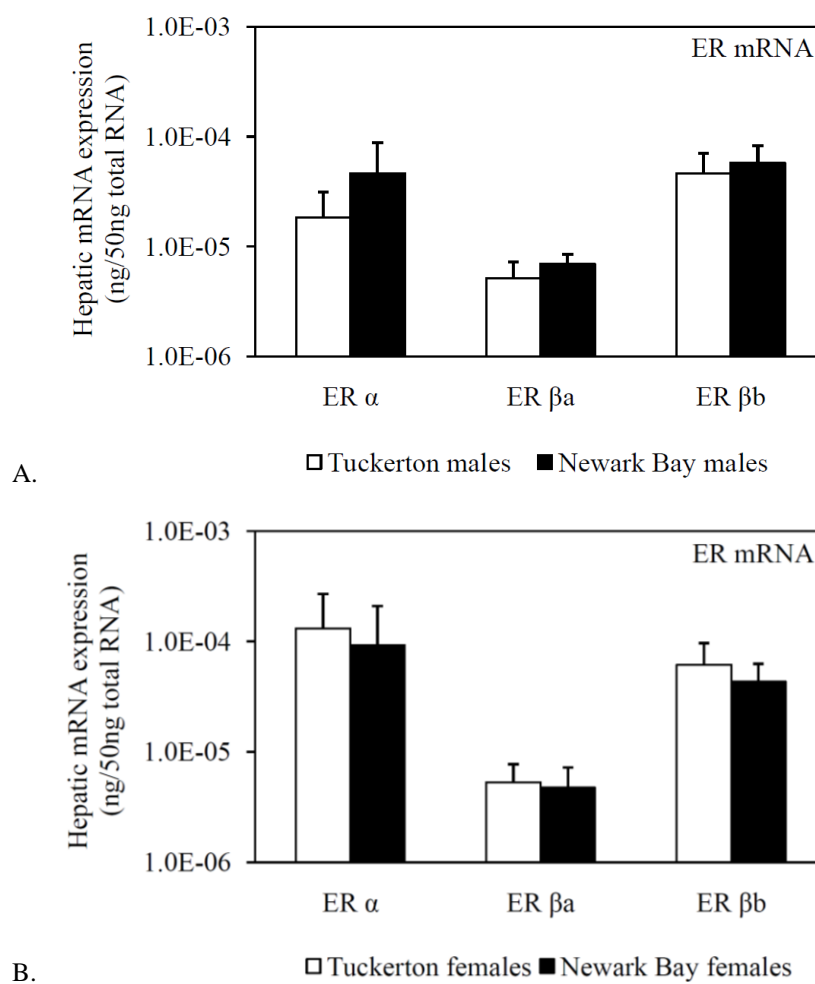 1.0E-03
ER mRNA
1.0E-04
1.0E-05
1.0E-06
Hepatic mRNA expression
(ng/50ng total RNA)
ER α
ER βa
ER βb
A.
Tuckerton males
Newark Bay males
1.0E-03
ER mRNA
1.0E-04
1.0E-05
1.0E-06
Hepatic mRNA expression
(ng/50ng total RNA)
ER α
ER βa
ER βb
B.
Tuckerton females
Newark Bay females